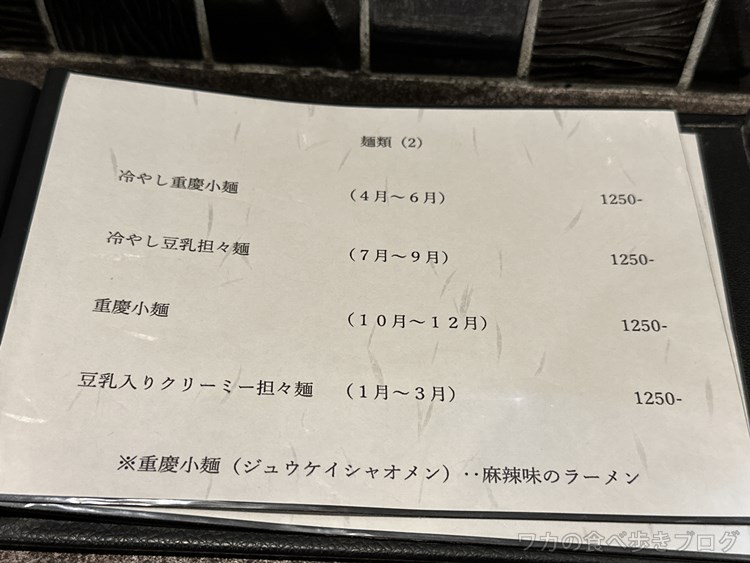 麺類（2）
冷やし重慶小麺 （４月～６月） 1250-
冷やし豆乳担々麺 （７月～９月） 1250-
重慶小麺 （１０月～１２月） 1250-
豆乳入りクリーミー担々麺 （１月～３月） 1250-
※重慶小麺（ジュウケイシャオメン）‥麻辣味のラーメン
ワカの食べ歩きブログ